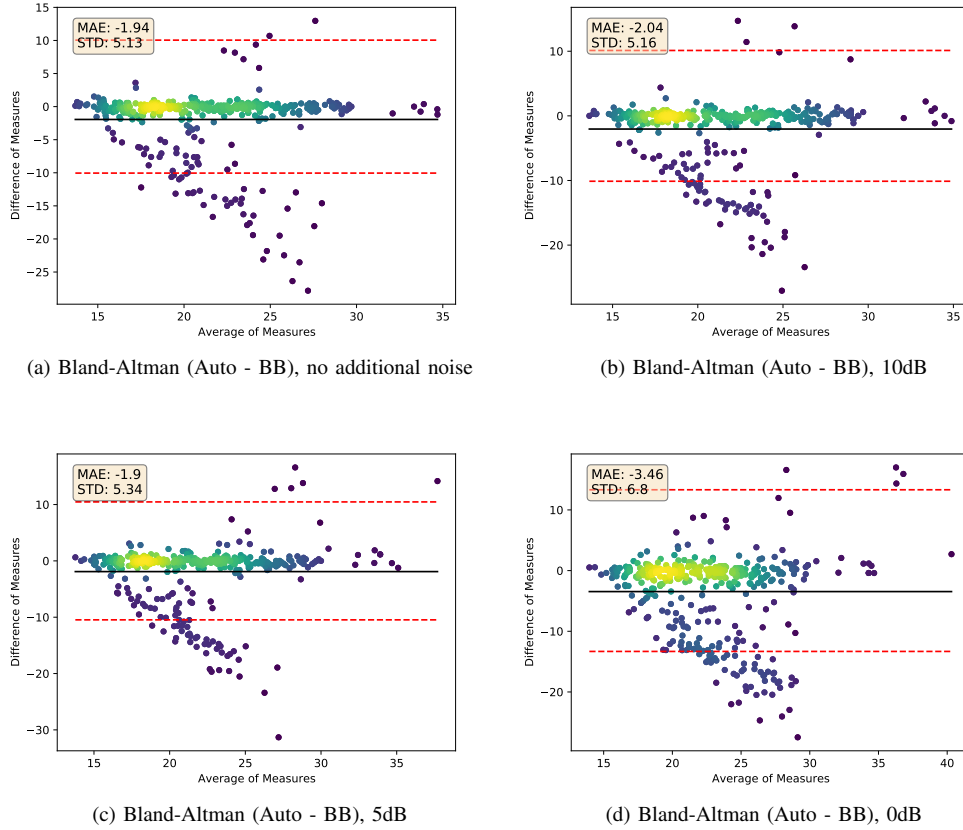 MAE: -1.94
STD: 5.13
15
10
5
0
−5
−10
−15
−20
−25
Difference of Measures
15 20 25 30 35
Average of Measures
(a) Bland-Altman (Auto - BB), no additional noise
MAE: -2.04
STD: 5.16
10
0
−10
−20
Difference of Measures
15 20 25 30 35
Average of Measures
(b) Bland-Altman (Auto - BB), 10dB
MAE: -1.9
STD: 5.34
10
0
−10
−20
−30
Difference of Measures
15 20 25 30 35
Average of Measures
(c) Bland-Altman (Auto - BB), 5dB
MAE: -3.46
STD: 6.8
10
0
−10
−20
Difference of Measures
15 20 25 30 35 40
Average of Measures
(d) Bland-Altman (Auto - BB), 0dB